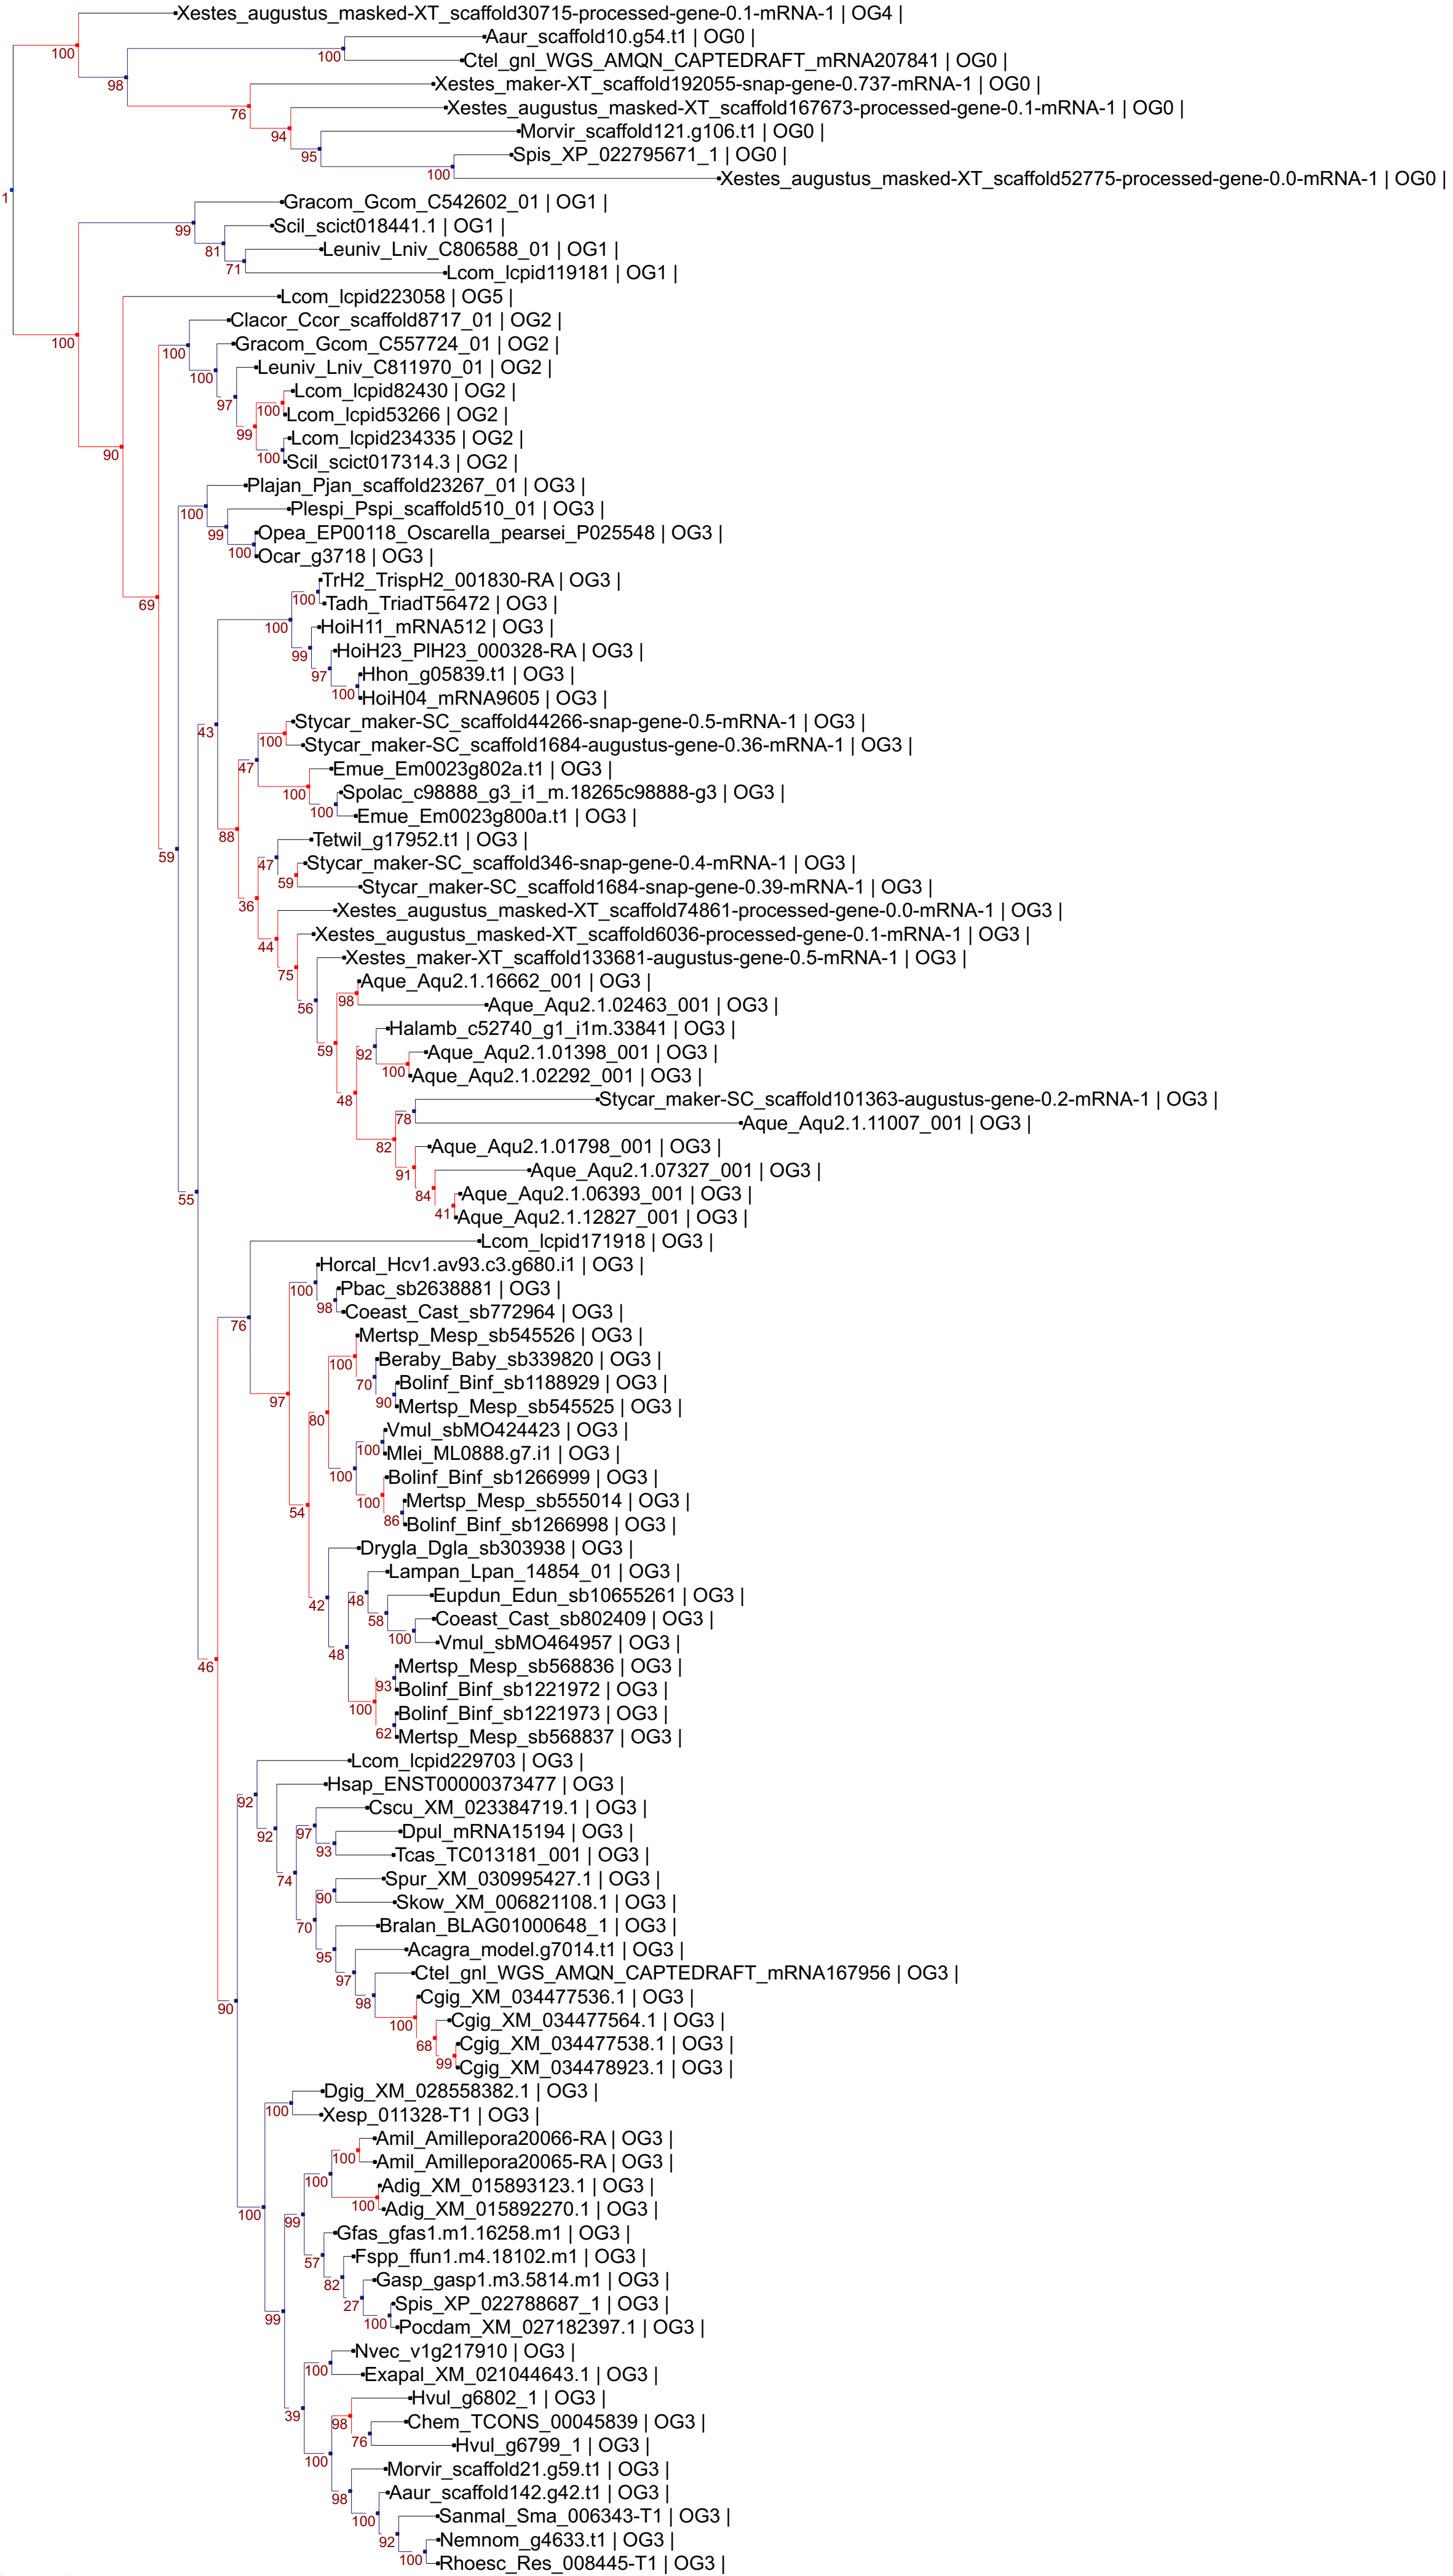 Xestes_augustus_masked-XT_scaffold30715-processed-gene-0.1-mRNA-1 | OG4 |
100
Aaur_scaffold10.g54.t1 | OG0 |
100
Ctel_gnl_WGS_AMQN_CAPTEDRAFT_mRNA207841 | OG0 |
98
Xestes_maker-XT_scaffold192055-snap-gene-0.737-mRNA-1 | OG0 |
76
Xestes_augustus_masked-XT_scaffold167673-processed-gene-0.1-mRNA-1 | OG0 |
94
Morvir_scaffold121.g106.t1 | OG0 |
95
Spis_XP_022795671_1 | OG0 |
100
Xestes_augustus_masked-XT_scaffold52775-processed-gene-0.0-mRNA-1 | OG0 |
1
Gracom_Gcom_C542602_01 | OG1 |
99
Scil_scict018441.1 | OG1 |
81
Leuniv_Lniv_C806588_01 | OG1 |
71
Lcom_lcpid119181 | OG1 |
Lcom_lcpid223058 | OG5 |
Clacor_Ccor_scaffold8717_01 | OG2 |
100
100
Gracom_Gcom_C557724_01 | OG2 |
100
Leuniv_Lniv_C811970_01 | OG2 |
97
Lcom_lcpid82430 | OG2 |
100
Lcom_lcpid53266 | OG2 |
99
Lcom_lcpid234335 | OG2 |
100
90
Scil_scict017314.3 | OG2 |
Plajan_Pjan_scaffold23267_01 | OG3 |
100
Plespi_Pspi_scaffold510_01 | OG3 |
99
Opea_EP00118_Oscarella_pearsei_P025548 | OG3 |
100
Ocar_g3718 | OG3 |
TrH2_TrispH2_001830-RA | OG3 |
100
69
Tadh_TriadT56472 | OG3 |
100
HoiH11_mRNA512 | OG3 |
99
HoiH23_PlH23_000328-RA | OG3 |
97
Hhon_g05839.t1 | OG3 |
100
HoiH04_mRNA9605 | OG3 |
43
Stycar_maker-SC_scaffold44266-snap-gene-0.5-mRNA-1 | OG3 |
100
Stycar_maker-SC_scaffold1684-augustus-gene-0.36-mRNA-1 | OG3 |
47
Emue_Em0023g802a.t1 | OG3 |
100
Spolac_c98888_g3_i1_m.18265c98888-g3 | OG3 |
100
Emue_Em0023g800a.t1 | OG3 |
88
Tetwil_g17952.t1 | OG3 |
59
47
Stycar_maker-SC_scaffold346-snap-gene-0.4-mRNA-1 | OG3 |
59
Stycar_maker-SC_scaffold1684-snap-gene-0.39-mRNA-1 | OG3 |
36
Xestes_augustus_masked-XT_scaffold74861-processed-gene-0.0-mRNA-1 | OG3 |
44
Xestes_augustus_masked-XT_scaffold6036-processed-gene-0.1-mRNA-1 | OG3 |
75
Xestes_maker-XT_scaffold133681-augustus-gene-0.5-mRNA-1 | OG3 |
56
Aque_Aqu2.1.16662_001 | OG3 |
98
Aque_Aqu2.1.02463_001 | OG3 |
59
Halamb_c52740_g1_i1m.33841 | OG3 |
92
Aque_Aqu2.1.01398_001 | OG3 |
100
Aque_Aqu2.1.02292_001 | OG3 |
48
Stycar_maker-SC_scaffold101363-augustus-gene-0.2-mRNA-1 | OG3 |
78
Aque_Aqu2.1.11007_001 | OG3 |
82
Aque_Aqu2.1.01798_001 | OG3 |
91
Aque_Aqu2.1.07327_001 | OG3 |
84
Aque_Aqu2.1.06393_001 | OG3 |
55
41
Aque_Aqu2.1.12827_001 | OG3 |
Lcom_lcpid171918 | OG3 |
Horcal_Hcv1.av93.c3.g680.i1 | OG3 |
100
Pbac_sb2638881 | OG3 |
98
Coeast_Cast_sb772964 | OG3 |
76
Mertsp_Mesp_sb545526 | OG3 |
100
Beraby_Baby_sb339820 | OG3 |
70
Bolinf_Binf_sb1188929 | OG3 |
97
90
Mertsp_Mesp_sb545525 | OG3 |
80
Vmul_sbMO424423 | OG3 |
100
Mlei_ML0888.g7.i1 | OG3 |
100
Bolinf_Binf_sb1266999 | OG3 |
100
Mertsp_Mesp_sb555014 | OG3 |
54
86
Bolinf_Binf_sb1266998 | OG3 |
Drygla_Dgla_sb303938 | OG3 |
Lampan_Lpan_14854_01 | OG3 |
48
42
Eupdun_Edun_sb10655261 | OG3 |
58
Coeast_Cast_sb802409 | OG3 |
100
Vmul_sbMO464957 | OG3 |
48
46
Mertsp_Mesp_sb568836 | OG3 |
93
Bolinf_Binf_sb1221972 | OG3 |
100
Bolinf_Binf_sb1221973 | OG3 |
62
Mertsp_Mesp_sb568837 | OG3 |
Lcom_lcpid229703 | OG3 |
Hsap_ENST00000373477 | OG3 |
92
Cscu_XM_023384719.1 | OG3 |
97
92
Dpul_mRNA15194 | OG3 |
93
Tcas_TC013181_001 | OG3 |
74
Spur_XM_030995427.1 | OG3 |
90
Skow_XM_006821108.1 | OG3 |
70
Bralan_BLAG01000648_1 | OG3 |
95
Acagra_model.g7014.t1 | OG3 |
97
Ctel_gnl_WGS_AMQN_CAPTEDRAFT_mRNA167956 | OG3 |
98
Cgig_XM_034477536.1 | OG3 |
90
100
Cgig_XM_034477564.1 | OG3 |
68
Cgig_XM_034477538.1 | OG3 |
99
Cgig_XM_034478923.1 | OG3 |
Dgig_XM_028558382.1 | OG3 |
100
Xesp_011328-T1 | OG3 |
Amil_Amillepora20066-RA | OG3 |
100
Amil_Amillepora20065-RA | OG3 |
100
Adig_XM_015893123.1 | OG3 |
100
Adig_XM_015892270.1 | OG3 |
100
99
Gfas_gfas1.m1.16258.m1 | OG3 |
57
Fspp_ffun1.m4.18102.m1 | OG3 |
82
Gasp_gasp1.m3.5814.m1 | OG3 |
27
Spis_XP_022788687_1 | OG3 |
99
100
Pocdam_XM_027182397.1 | OG3 |
Nvec_v1g217910 | OG3 |
100
Exapal_XM_021044643.1 | OG3 |
Hvul_g6802_1 | OG3 |
39
98
Chem_TCONS_00045839 | OG3 |
76
Hvul_g6799_1 | OG3 |
100
Morvir_scaffold21.g59.t1 | OG3 |
98
Aaur_scaffold142.g42.t1 | OG3 |
100
Sanmal_Sma_006343-T1 | OG3 |
92
Nemnom_g4633.t1 | OG3 |
100
Rhoesc_Res_008445-T1 | OG3 |